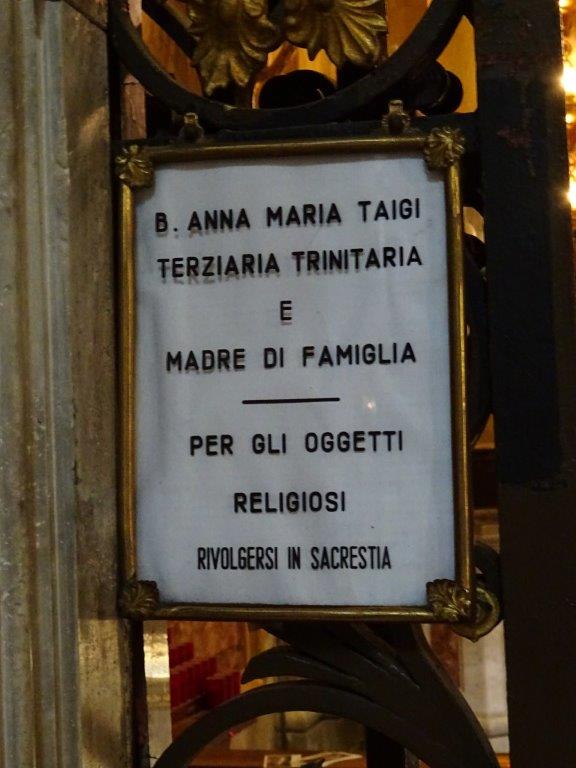 B. ANNA MARIA TAIGI
TERZIARIA TRINITARIA
E
MADRE DI FAMIGLIA
PER GLI OGGETTI
RELIGIOSI
RIVOLGERSI IN SACRESTIA